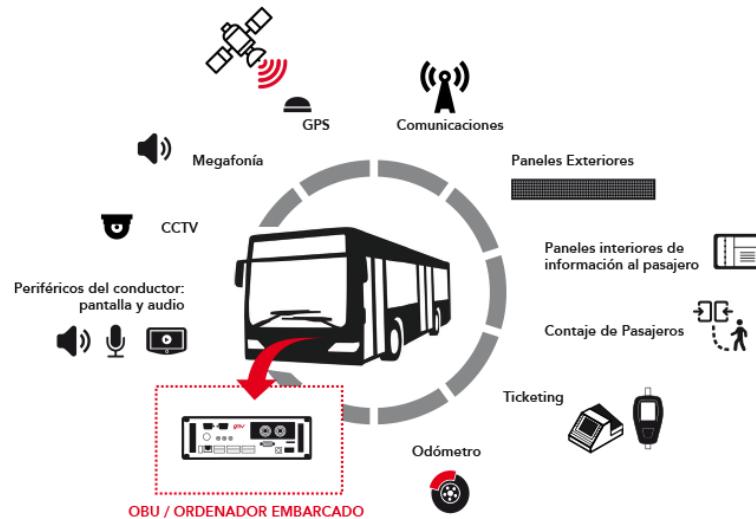 GPS
Comunicaciones
Megafonía
Paneles Exteriores
CCTV
Paneles interiores de
información al pasajero
Periféricos del conductor:
pantalla y audio
Contaje de Pasajeros
Ticketing
Odómetro
gmv
OBU / ORDENADOR EMBARCADO